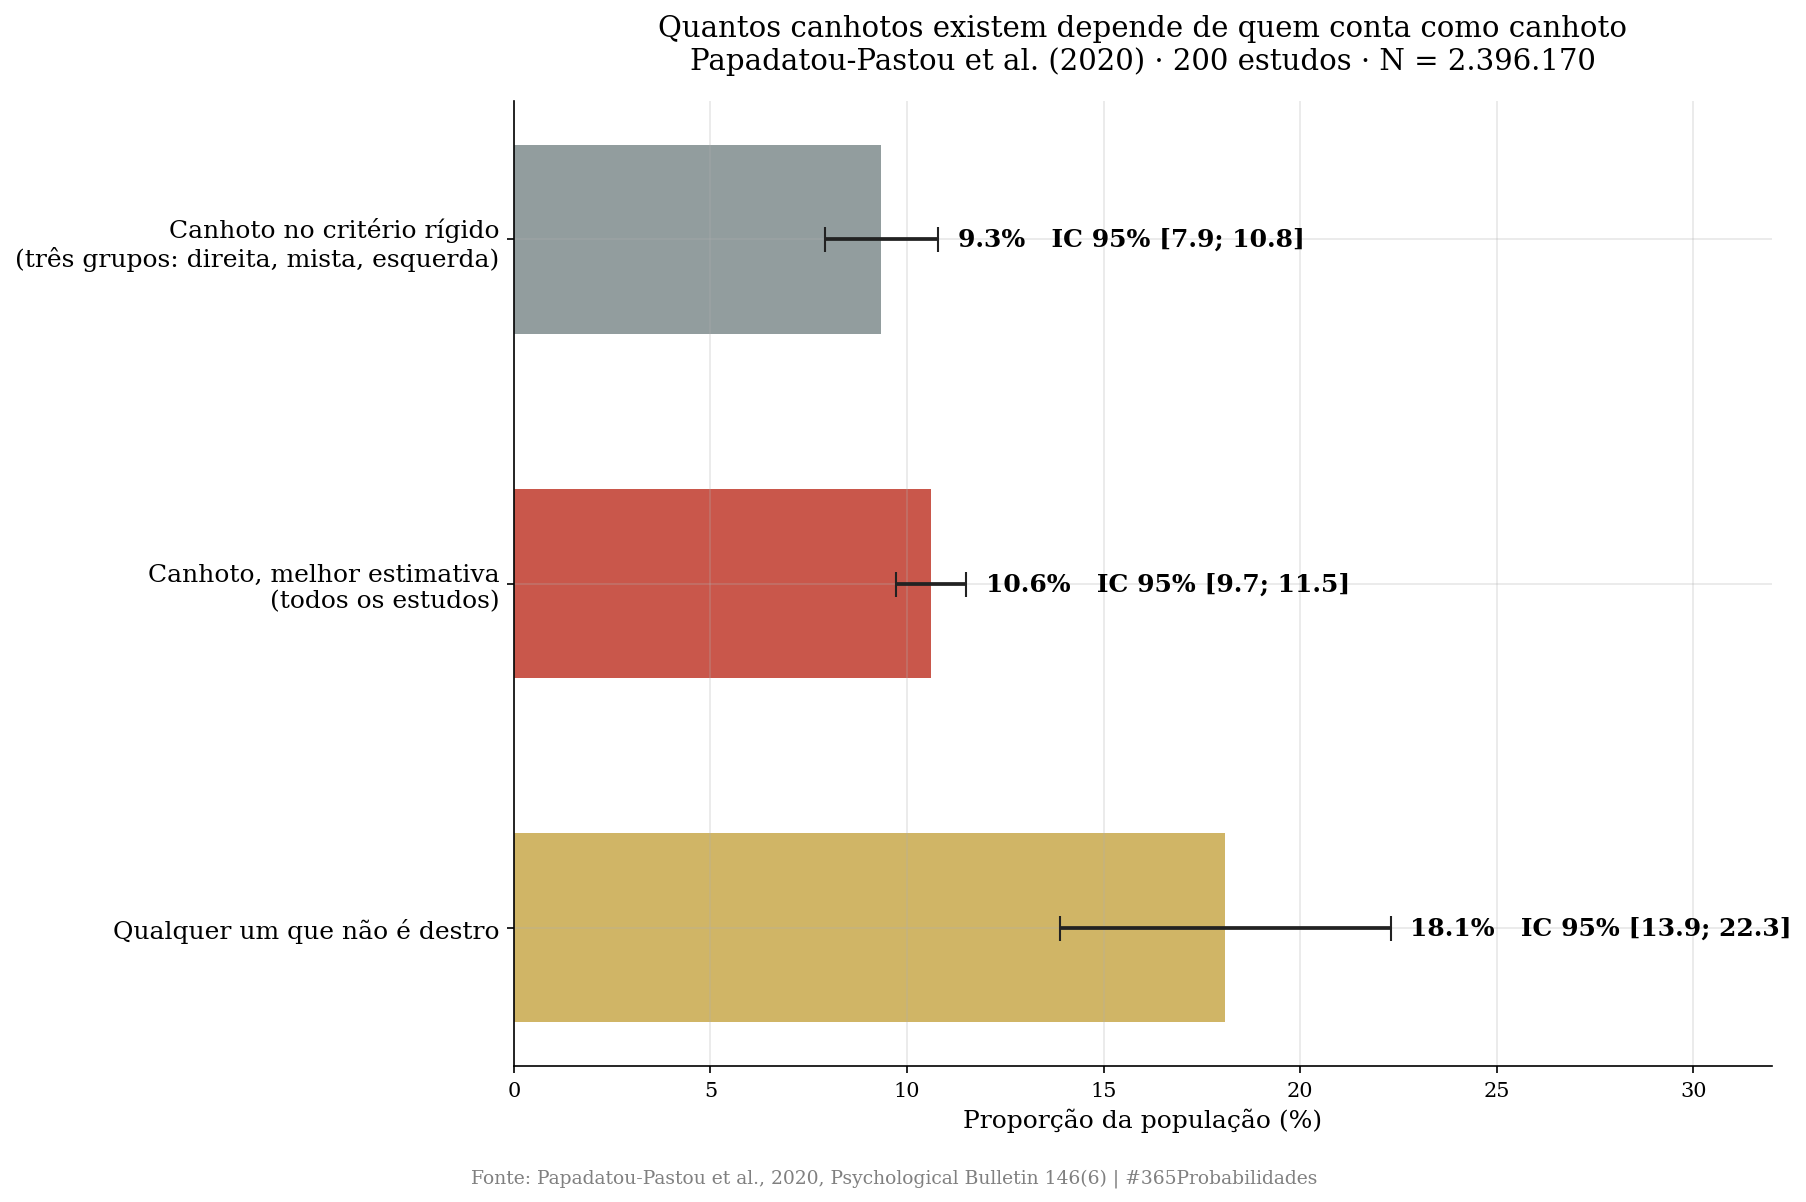 Quantos canhotos existem depende de quem conta como canhoto
Papadatou-Pastou et al. (2020) · 200 estudos · N = 2.396.170
Canhoto no critério rígido
(três grupos: direita, mista, esquerda)
9.3% IC 95% [7.9; 10.8]
Canhoto, melhor estimativa
(todos os estudos)
10.6% IC 95% [9.7; 11.5]
Qualquer um que não é destro
18.1% IC 95% [13.9; 22.3]
0 5 10 15 20 25 30
Proporção da população (%)
Fonte: Papadatou-Pastou et al., 2020, Psychological Bulletin 146(6) | #365Probabilidades